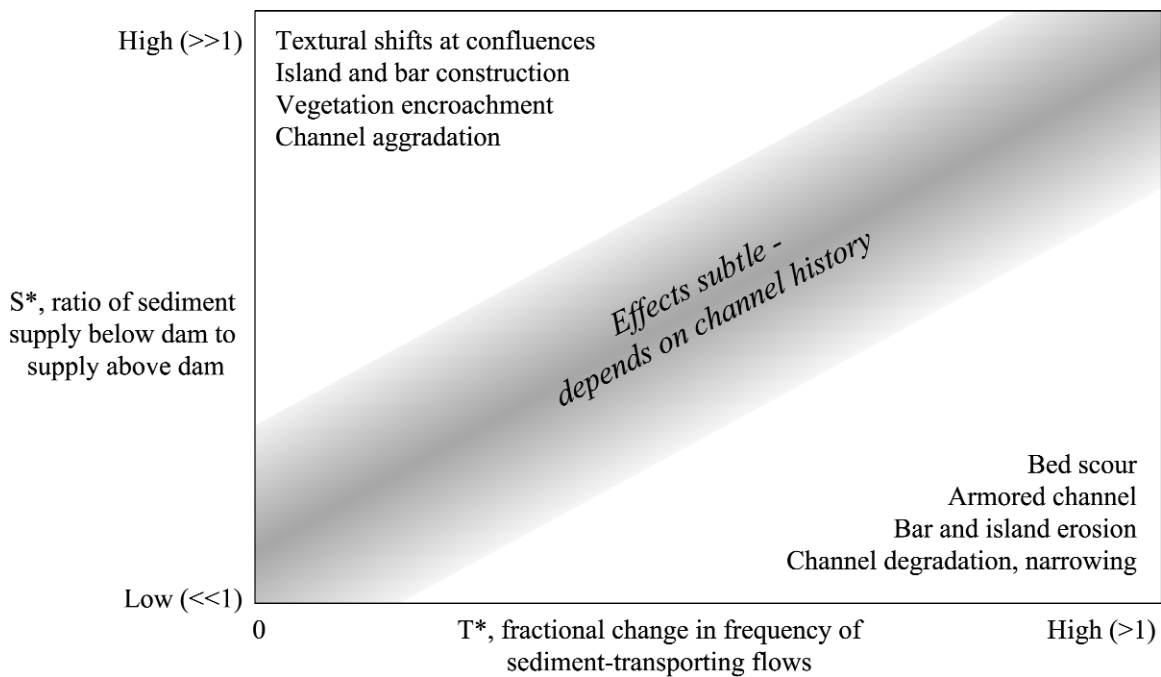 High (>>1)
Textural shifts at confluences
Island and bar construction
Vegetation encroachment
Channel aggradation
Effects subtle -
depends on channel history
S*, ratio of sediment
supply below dam to
supply above dam
Bed scour
Armored channel
Bar and island erosion
Channel degradation, narrowing
Low (<<1)
0
T*, fractional change in frequency of
sediment-transporting flows
High (>1)